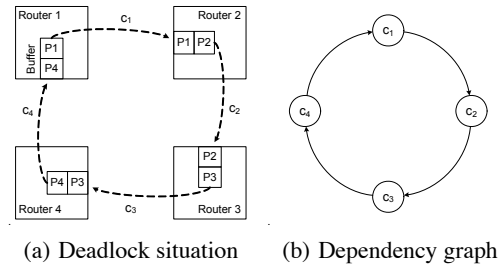 Router 1
c1
Router 2
Buffer
P1
P4
P1 P2
c4
c2
P4 P3
P2
P3
Router 4
c3
Router 3
c1
c4
c2
c3
(a) Deadlock situation
(b) Dependency graph